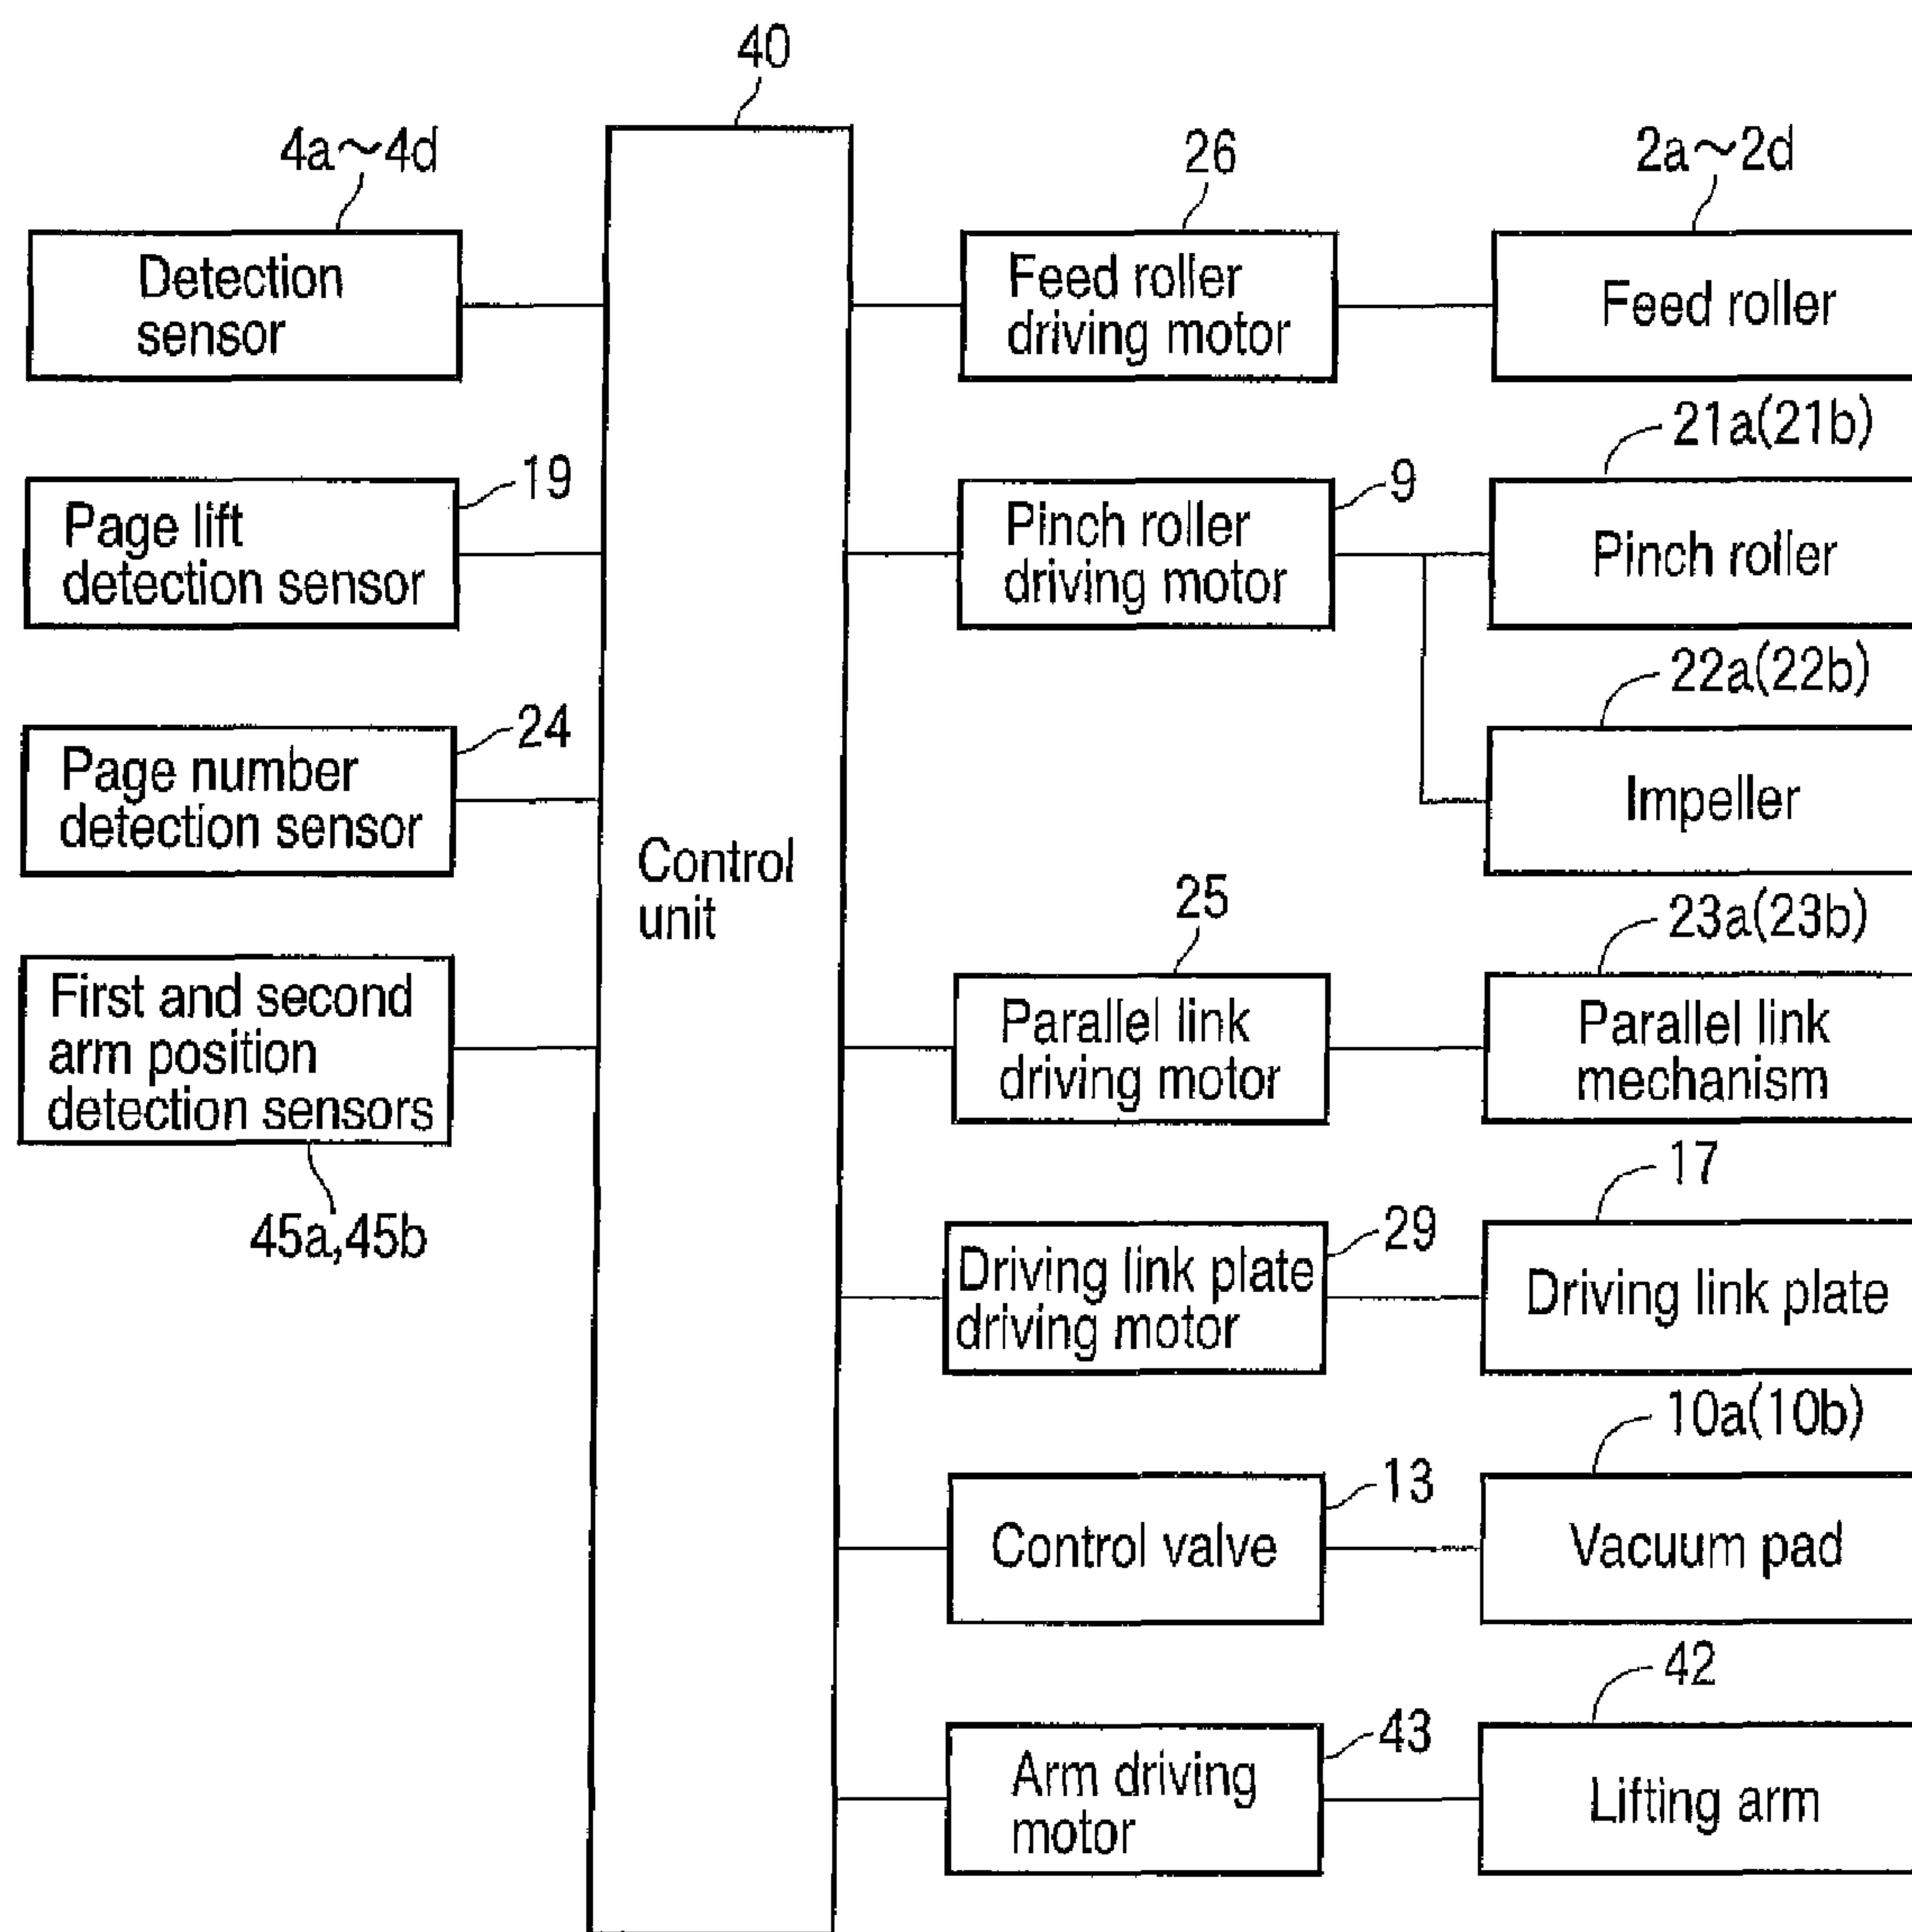 40
4a~4d
Detection
sensor
19
Page lift
detection sensor
24
Page number
detection sensor
First and second
arm position
detection sensors
45a,45b
Control
unit
26
Feed roller
driving motor
2a~2d
Feed roller
9
Pinch roller
driving motor
21a(21b)
Pinch roller
22a(22b)
Impeller
25
Parallel link
driving motor
23a(23b)
Parallel link
mechanism
29
Driving link plate
driving motor
17
Driving link plate
13
Control valve
10a(10b)
Vacuum pad
43
Arm driving
motor
42
Lifting arm